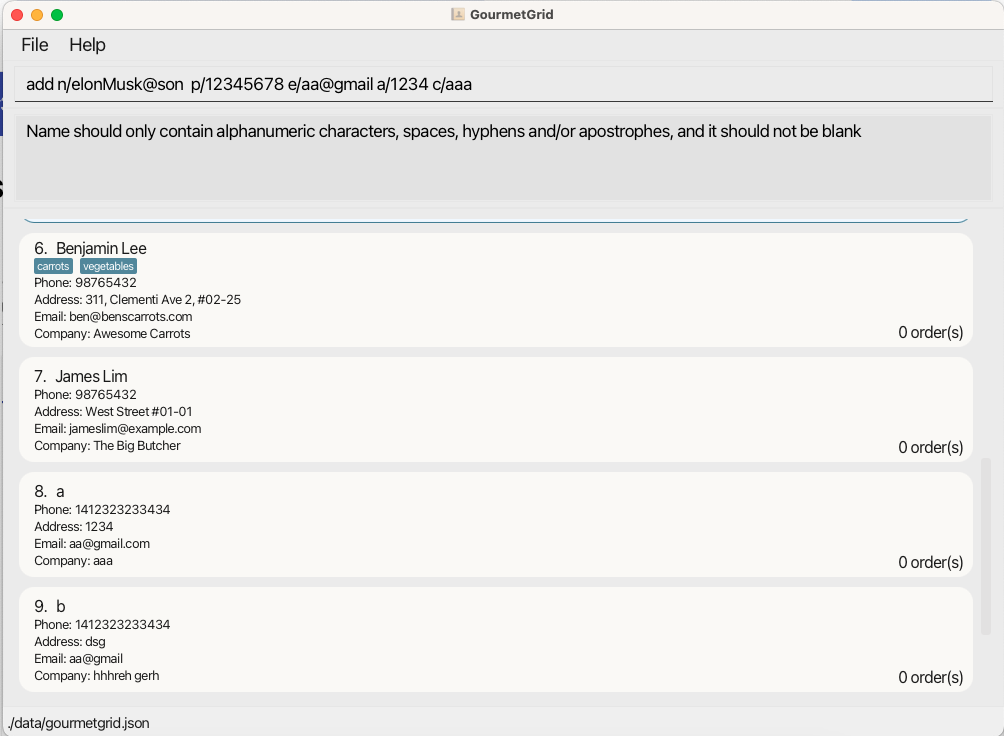 GourmetGrid
File Help
add n/elonMusk@son  p/12345678 e/aa@gmail a/1234 c/aaa
Name should only contain alphanumeric characters, spaces, hyphens and/or apostrophes, and it should not be blank
6. Benjamin Lee
carrots vegetables
Phone: 98765432
Address: 311, Clementi Ave 2, #02-25
Email: ben@benscarrots.com
Company: Awesome Carrots
0 order(s)
7. James Lim
Phone: 98765432
Address: West Street #01-01
Email: jameslim@example.com
Company: The Big Butcher
0 order(s)
8. a
Phone: 1412323233434
Address: 1234
Email: aa@gmail.com
Company: aaa
0 order(s)
9. b
Phone: 1412323233434
Address: dsg
Email: aa@gmail
Company: hhhreh gerh
0 order(s)
./data/gourmetgrid.json